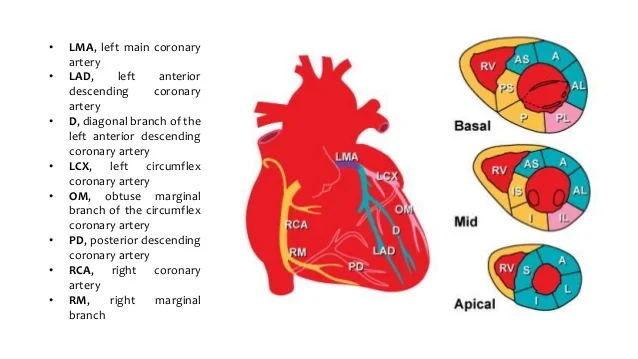 • LMA, left main coronary
artery
• LAD, left anterior
descending coronary
artery
• D, diagonal branch of the
left anterior descending
coronary artery
• LCX, left circumflex
coronary artery
• OM, obtuse marginal
branch of the circumflex
coronary artery
• PD, posterior descending
coronary artery
• RCA, right coronary
artery
• RM, right marginal
branch
LMA
LCX
OM
RCA
D
RM
LAD
PD
RV
AS
A
PS
AL
P
PL
Basal
RV
AS
A
IS
AL
I
IL
Mid
RV
S
A
L
I
Apical